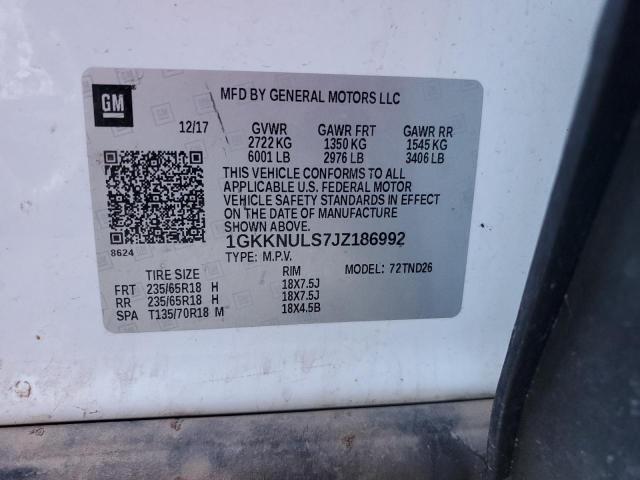 GM
MFD BY GENERAL MOTORS LLC
12/17 GVWR GAWR FRT GAWR RR
2722 KG 1350 KG 1545 KG
6001 LB 2976 LB 3406 LB
THIS VEHICLE CONFORMS TO ALL
APPLICABLE U.S. FEDERAL MOTOR
VEHICLE SAFETY STANDARDS IN EFFECT
ON THE DATE OF MANUFACTURE
SHOWN ABOVE.
1GKKNULS7JZ186992
8624
TYPE: M.P.V. MODEL: 72TND26
TIRE SIZE RIM
FRT 235/65R18 H 18X7.5J
RR 235/65R18 H 18X7.5J
SPA T135/70R18 M 18X4.5B